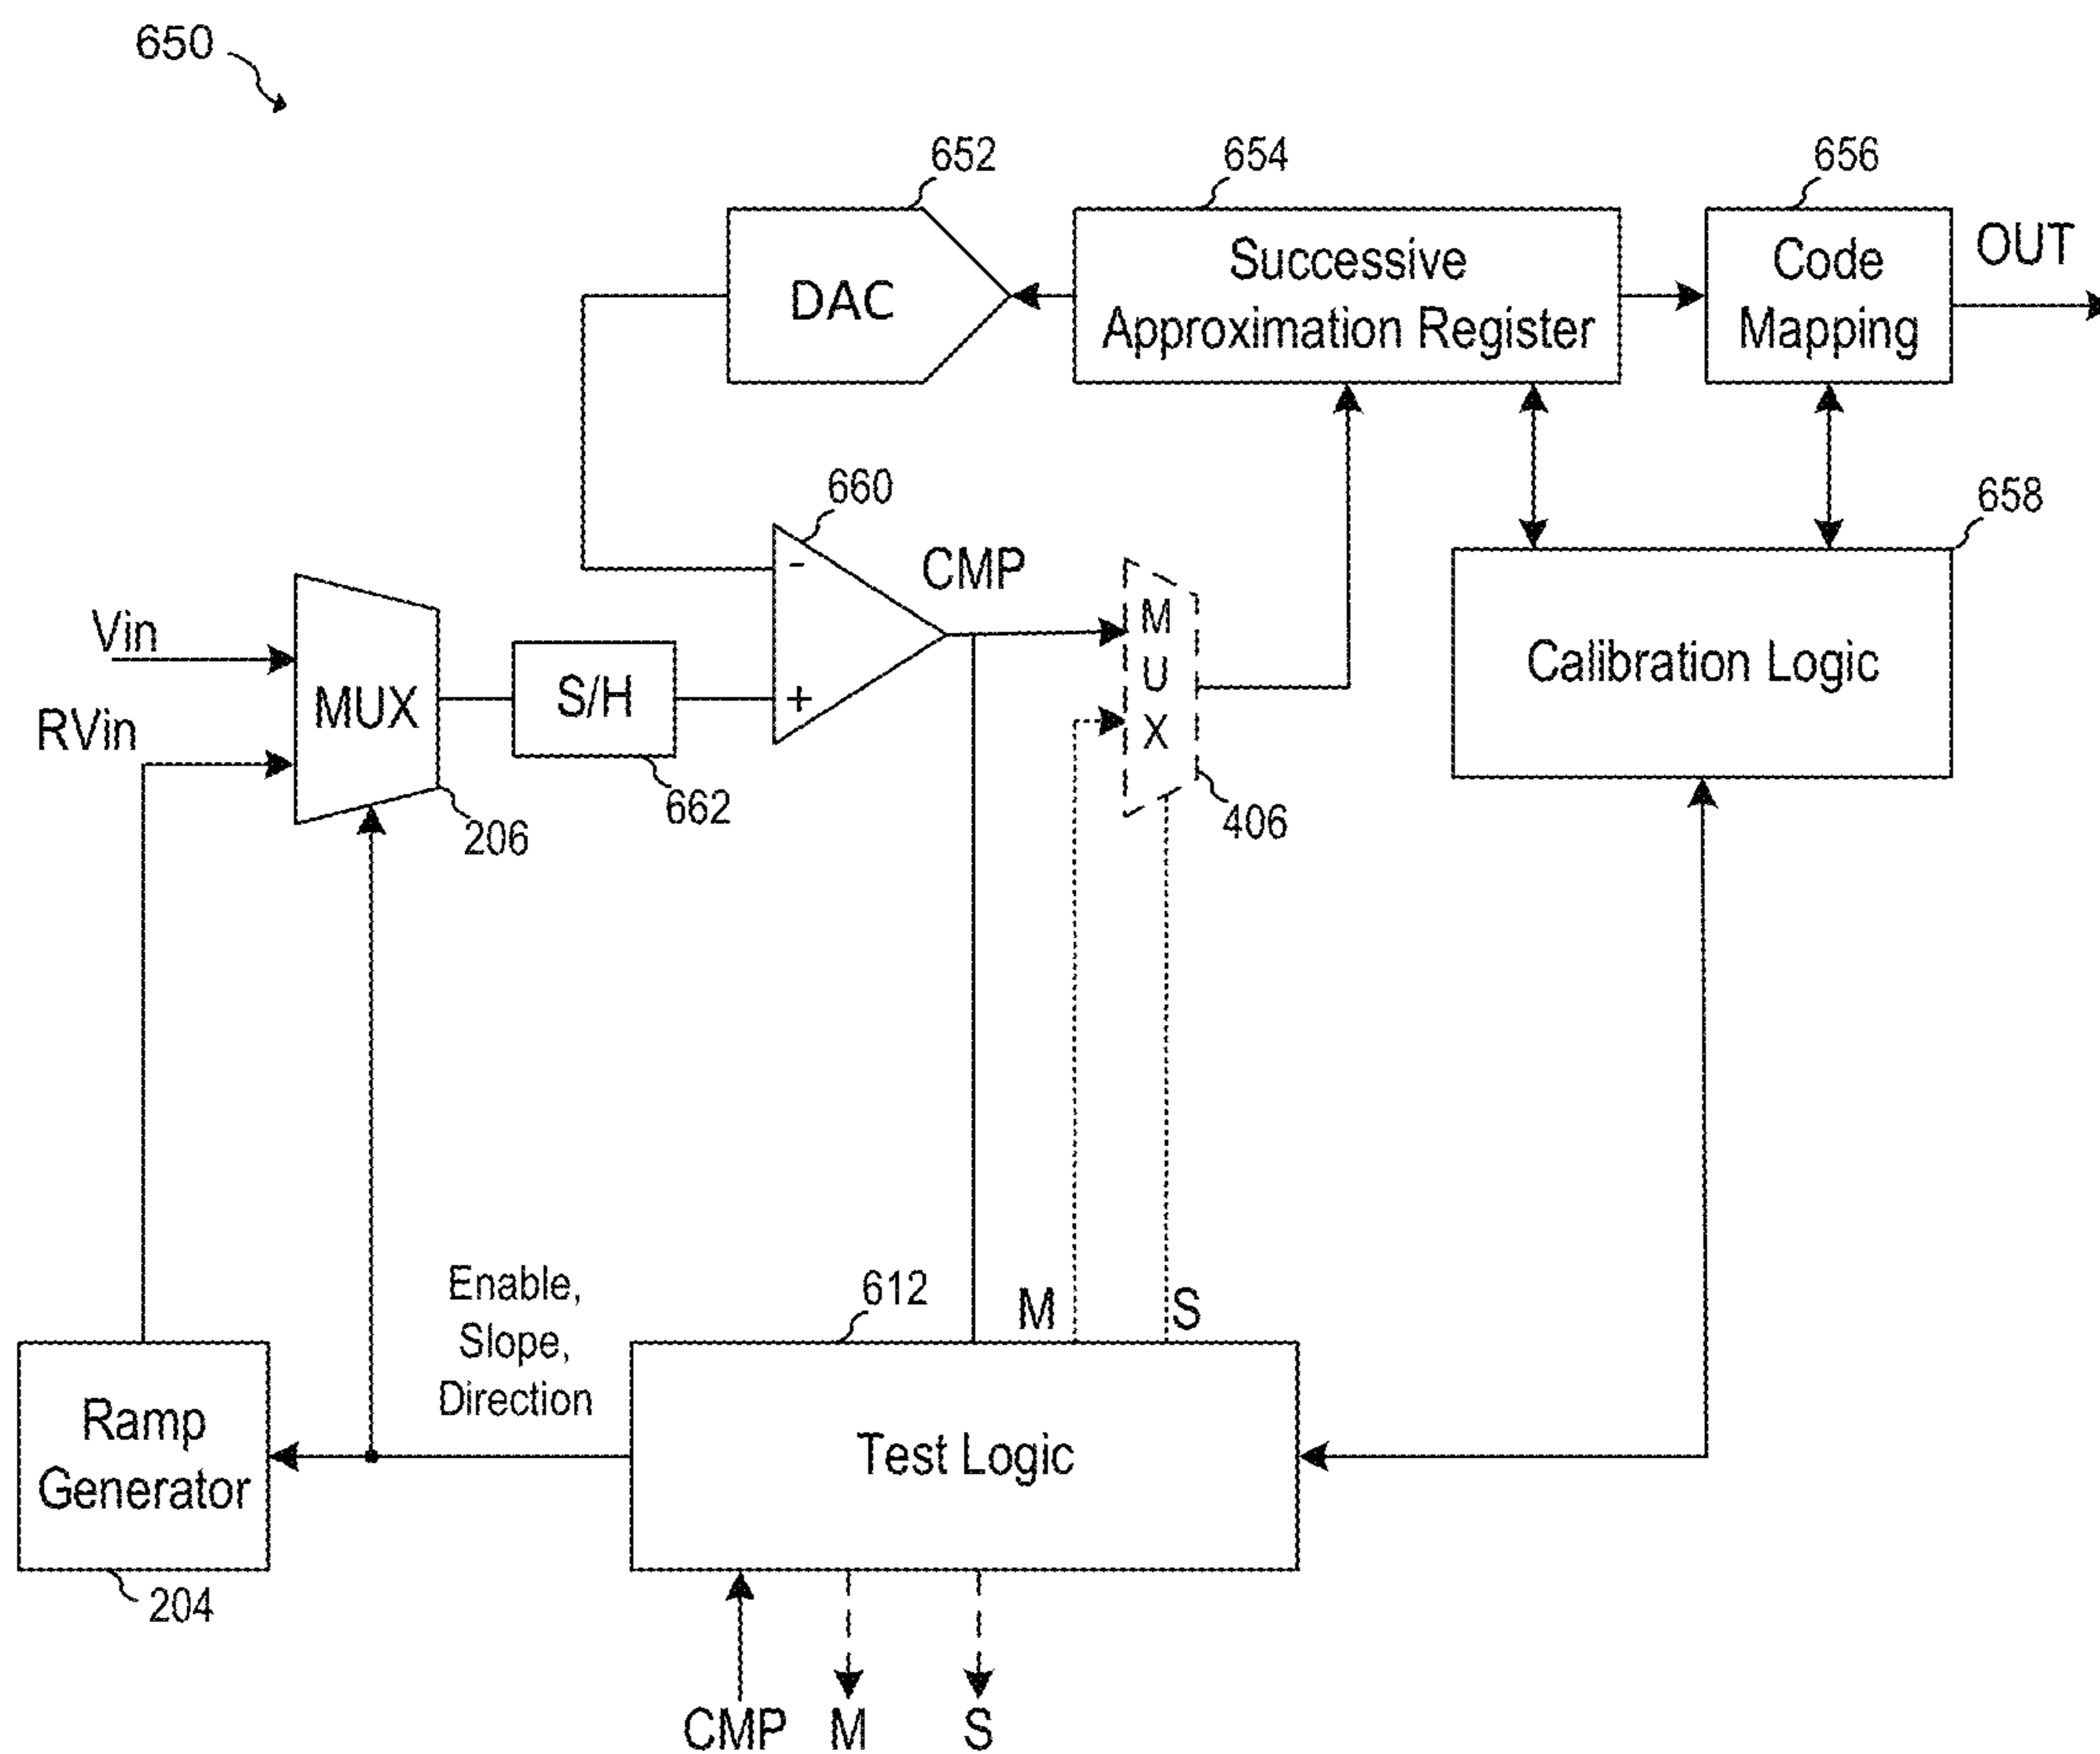 650
652
654
656
DAC
Successive
Approximation Register
Code
Mapping
OUT
660
658
CMP
-
+
Vin
RVin
MUX
S/H
M
U
X
Calibration Logic
206
662
406
Enable,
Slope,
Direction
612
M
S
Ramp
Generator
Test Logic
204
CMP
M
S